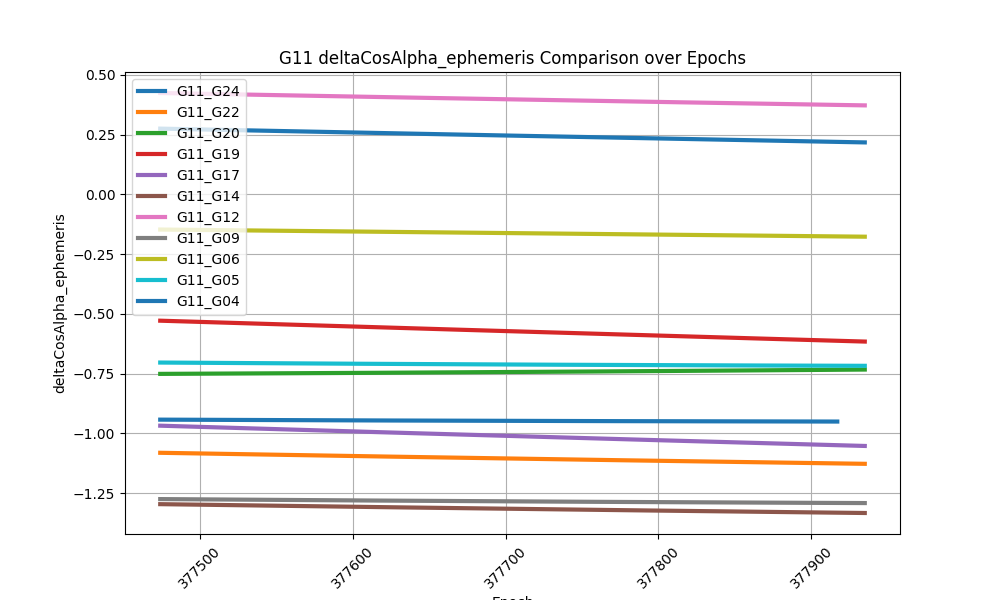 G11 deltaCosAlpha_ephemeris Comparison over Epochs
deltaCosAlpha_ephemeris
0.50
0.25
0.00
−0.25
−0.50
−0.75
−1.00
−1.25
G11_G24
G11_G22
G11_G20
G11_G19
G11_G17
G11_G14
G11_G12
G11_G09
G11_G06
G11_G05
G11_G04
377500
377600
377700
377800
377900
Epoch